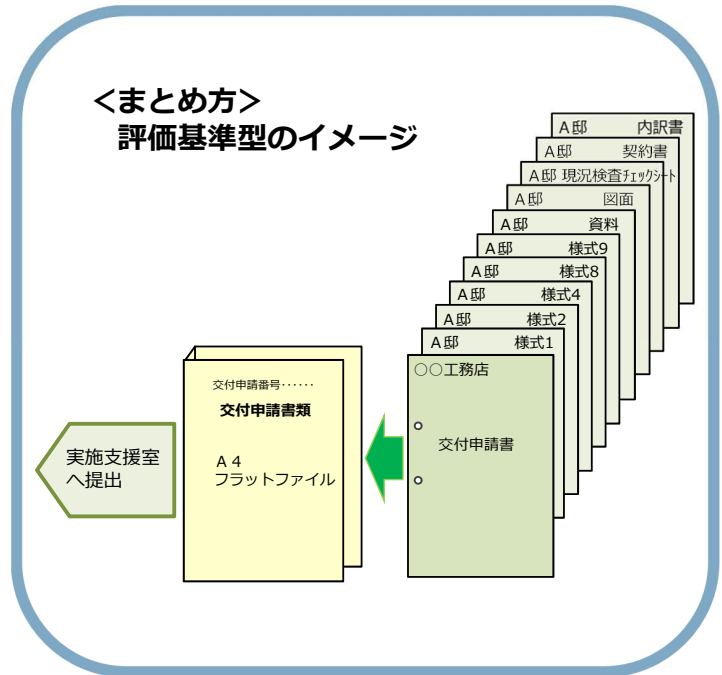 <まとめ方>
評価基準型のイメージ
A邸 内訳書
A邸 契約書
A邸 現況検査ﾁｪｯｸｼｰﾄ
A邸 図面
A邸 資料
A邸 様式9
A邸 様式8
A邸 様式4
A邸 様式2
A邸 様式1
〇〇工務店
交付申請書
交付申請番号‥‥‥
交付申請書類
A４
フラットファイル
実施支援室
へ提出